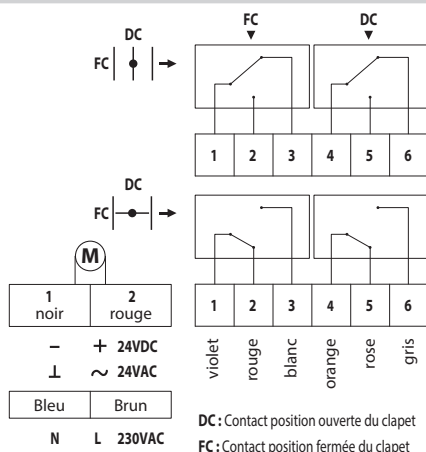 FC DC
DC
FC
1 2 3 4 5 6
DC
FC
M
1 2
noir rouge
1 2 3 4 5 6
violet rouge blanc orange rose gris
– + 24VDC
⊥ ~ 24VAC
Bleu Brun
N L 230VAC
DC : Contact position ouverte du clapet
FC : Contact position fermée du clapet